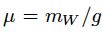 μ = m_W/g